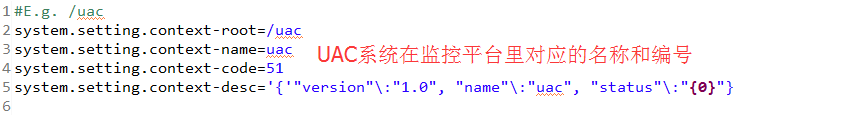 1 #E.g. /uac
2 system.setting.context-root=/uac
3 system.setting.context-name=uac
UAC系统在监控平台里对应的名称和编号
4 system.setting.context-code=51
5 system.setting.context-desc='{'"version"\:"1.0", "name"\:"uac", "status"\:"{0}"}
6